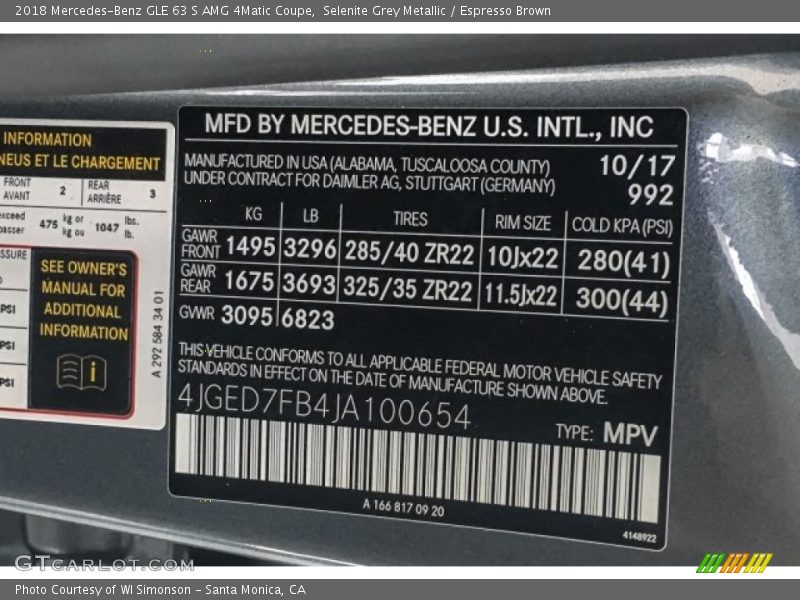 2018 Mercedes-Benz GLE 63 S AMG 4Matic Coupe,  Selenite Grey Metallic / Espresso Brown
INFORMATION
NEUS ET LE CHARGEMENT
FRONT AVANT 2 REAR ARRIÈRE 3
exceed passer 475 kg or kg ou 1047 lbs. lb.
SSURE
PSI
PSI
PSI
SEE OWNER'S
MANUAL FOR
ADDITIONAL
INFORMATION
A 292 584 34 01
MFD BY MERCEDES-BENZ U.S. INTL., INC
MANUFACTURED IN USA (ALABAMA, TUSCALOOSA COUNTY) 10/17
UNDER CONTRACT FOR DAIMLER AG, STUTTGART (GERMANY) 992
KG LB TIRES RIM SIZE COLD KPA (PSI)
GAWR FRONT 1495 3296 285/40 ZR22 10Jx22 280(41)
GAWR REAR 1675 3693 325/35 ZR22 11.5Jx22 300(44)
GVWR 3095 6823
THIS VEHICLE CONFORMS TO ALL APPLICABLE FEDERAL MOTOR VEHICLE SAFETY
STANDARDS IN EFFECT ON THE DATE OF MANUFACTURE SHOWN ABOVE.
4JGED7FB4JA100654
TYPE: MPV
A 166 817 09 20
4148922
GTCARLOT.COM
Photo Courtesy of WI Simonson - Santa Monica, CA